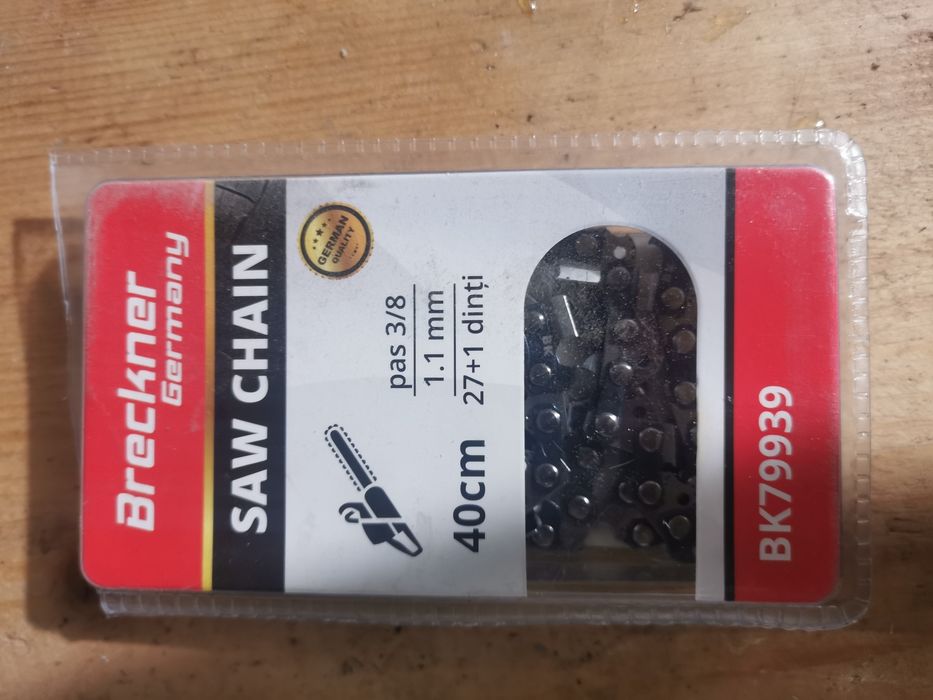 Breckner
Germany
SAW CHAIN
GERMAN
QUALITY
pas 3/8
1.1 mm
27+1 dinți
40cm
BK79939